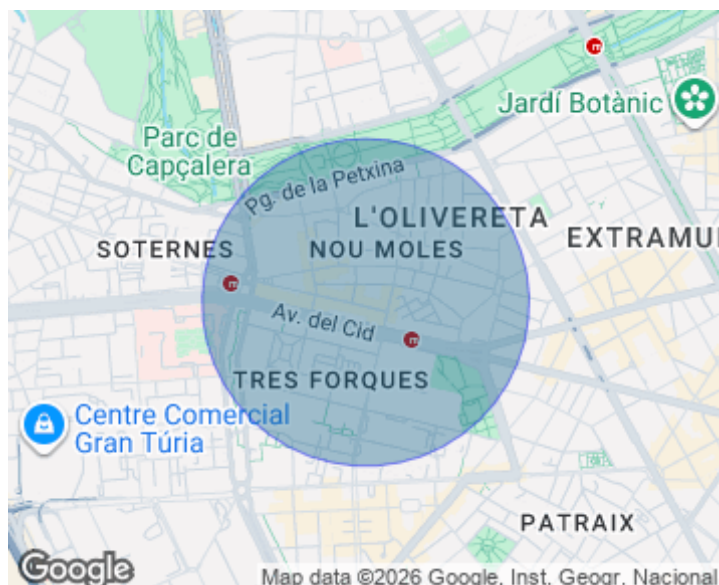 Jardí Botànic
Parc de
Capçalera
Pg. de la Petxina
L'OLIVERETA
EXTRAMU
SOTERNES
NOU MOLES
m
m
m
Av. del Cid
TRES FORQUES
Centre Comercial
Gran Túria
PATRAIX
Google
Map data ©2026 Google, Inst. Geogr. Nacional